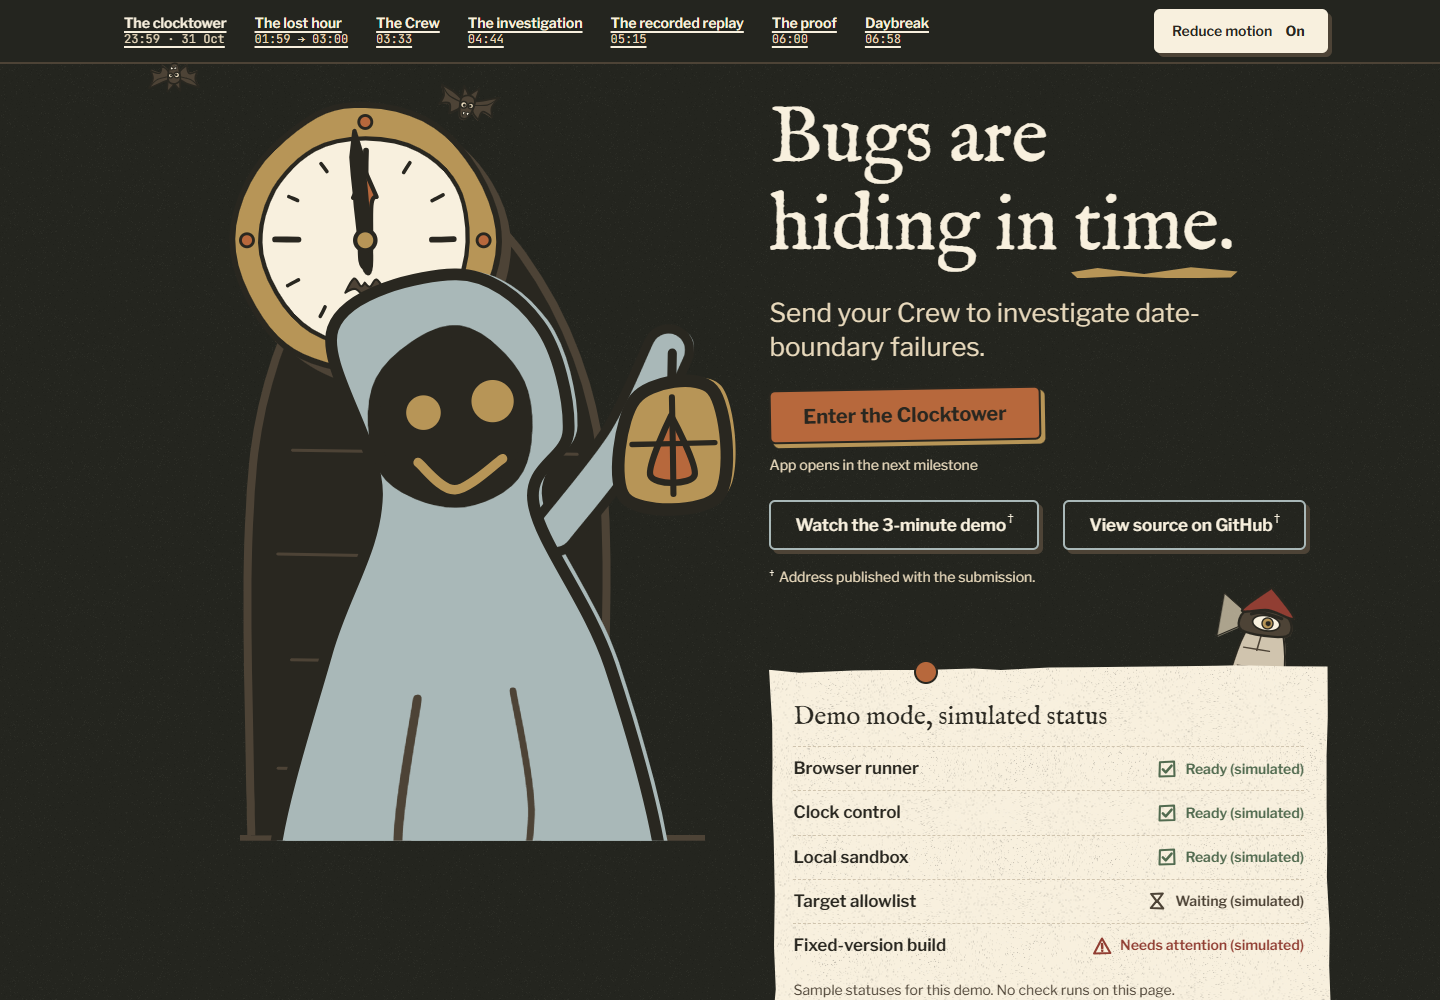 The clocktower
23:59 · 31 Oct
The lost hour
01:59 → 03:00
The Crew
03:33
The investigation
04:44
The recorded replay
05:15
The proof
06:00
Daybreak
06:58
Reduce motion On
Bugs are
hiding in time.
Send your Crew to investigate date-
boundary failures.
Enter the Clocktower
App opens in the next milestone
Watch the 3-minute demo†
View source on GitHub†
† Address published with the submission.
Demo mode, simulated status
Browser runner Ready (simulated)
Clock control Ready (simulated)
Local sandbox Ready (simulated)
Target allowlist Waiting (simulated)
Fixed-version build Needs attention (simulated)
Sample statuses for this demo. No check runs on this page.